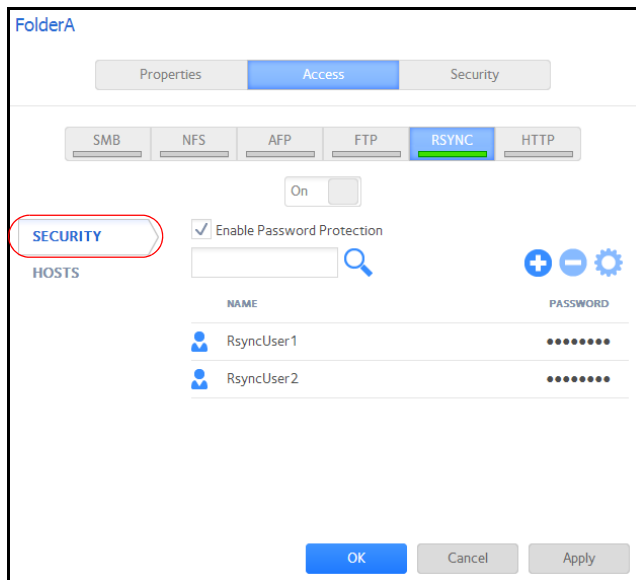 FolderA
Properties Access Security
SMB NFS AFP FTP RSYNC HTTP
On
SECURITY
HOSTS
Enable Password Protection
NAME PASSWORD
RsyncUser1 ••••••••
RsyncUser2 ••••••••
OK Cancel Apply